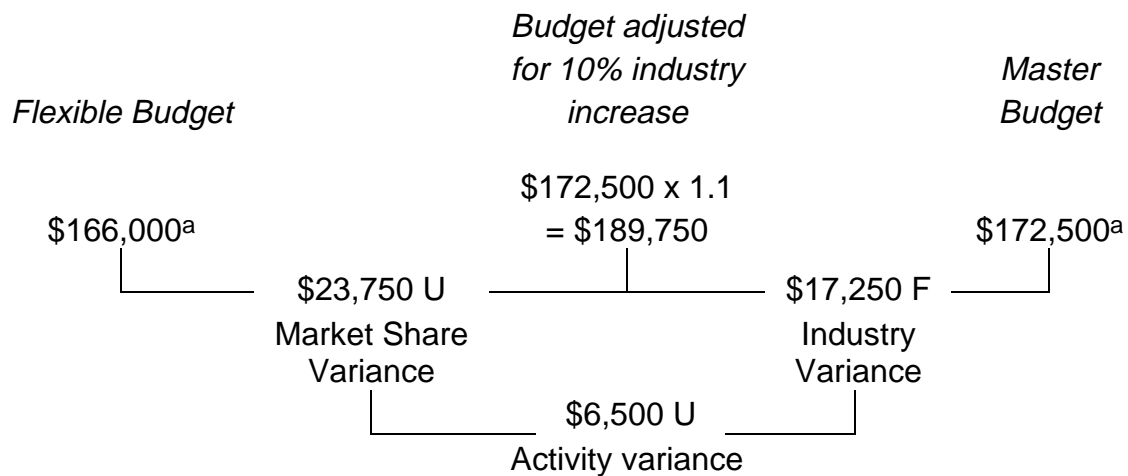 Budget adjusted
for 10% industry
increase
Master
Budget
Flexible Budget
$172,500 x 1.1
= $189,750
$166,000ᵃ
$172,500ᵃ
$23,750 U
Market Share
Variance
$17,250 F
Industry
Variance
$6,500 U
Activity variance